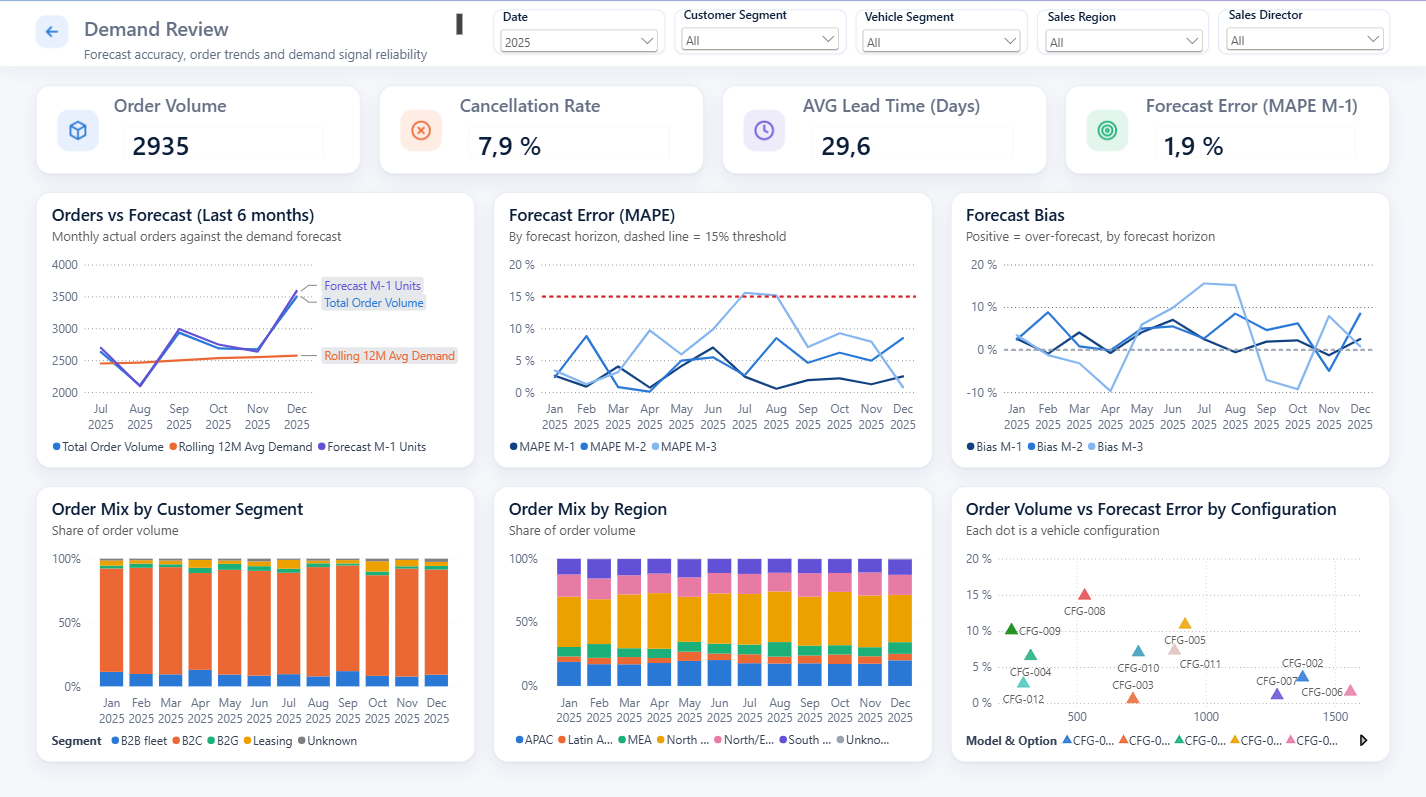 Demand Review
Forecast accuracy, order trends and demand signal reliability
Date
2025
Customer Segment
All
Vehicle Segment
All
Sales Region
All
Sales Director
All
Order Volume
2935
Cancellation Rate
7,9 %
AVG Lead Time (Days)
29,6
Forecast Error (MAPE M-1)
1,9 %
Orders vs Forecast (Last 6 months)
Monthly actual orders against the demand forecast
4000
3500
3000
2500
2000
Forecast M-1 Units
Total Order Volume
Rolling 12M Avg Demand
Jul Aug Sep Oct Nov Dec
2025 2025 2025 2025 2025 2025
Total Order Volume Rolling 12M Avg Demand Forecast M-1 Units
Forecast Error (MAPE)
By forecast horizon, dashed line = 15% threshold
20 %
15 %
10 %
5 %
0 %
Jan Feb Mar Apr May Jun Jul Aug Sep Oct Nov Dec
2025 2025 2025 2025 2025 2025 2025 2025 2025 2025 2025 2025
MAPE M-1 MAPE M-2 MAPE M-3
Forecast Bias
Positive = over-forecast, by forecast horizon
20 %
10 %
0 %
-10 %
Jan Feb Mar Apr May Jun Jul Aug Sep Oct Nov Dec
2025 2025 2025 2025 2025 2025 2025 2025 2025 2025 2025 2025
Bias M-1 Bias M-2 Bias M-3
Order Mix by Customer Segment
Share of order volume
100%
50%
0%
Jan Feb Mar Apr May Jun Jul Aug Sep Oct Nov Dec
2025 2025 2025 2025 2025 2025 2025 2025 2025 2025 2025 2025
Segment B2B fleet B2C B2G Leasing Unknown
Order Mix by Region
Share of order volume
100%
50%
0%
Jan Feb Mar Apr May Jun Jul Aug Sep Oct Nov Dec
2025 2025 2025 2025 2025 2025 2025 2025 2025 2025 2025 2025
APAC Latin A... MEA North ... North/E... South ... Unkno...
Order Volume vs Forecast Error by Configuration
Each dot is a vehicle configuration
20 %
15 %
10 %
5 %
0 %
CFG-008
CFG-009
CFG-005
CFG-011
CFG-002
CFG-004
CFG-010
CFG-007
CFG-003
CFG-006
CFG-012
500 1000 1500
Model & Option CFG-0... CFG-0... CFG-0... CFG-0... CFG-0...